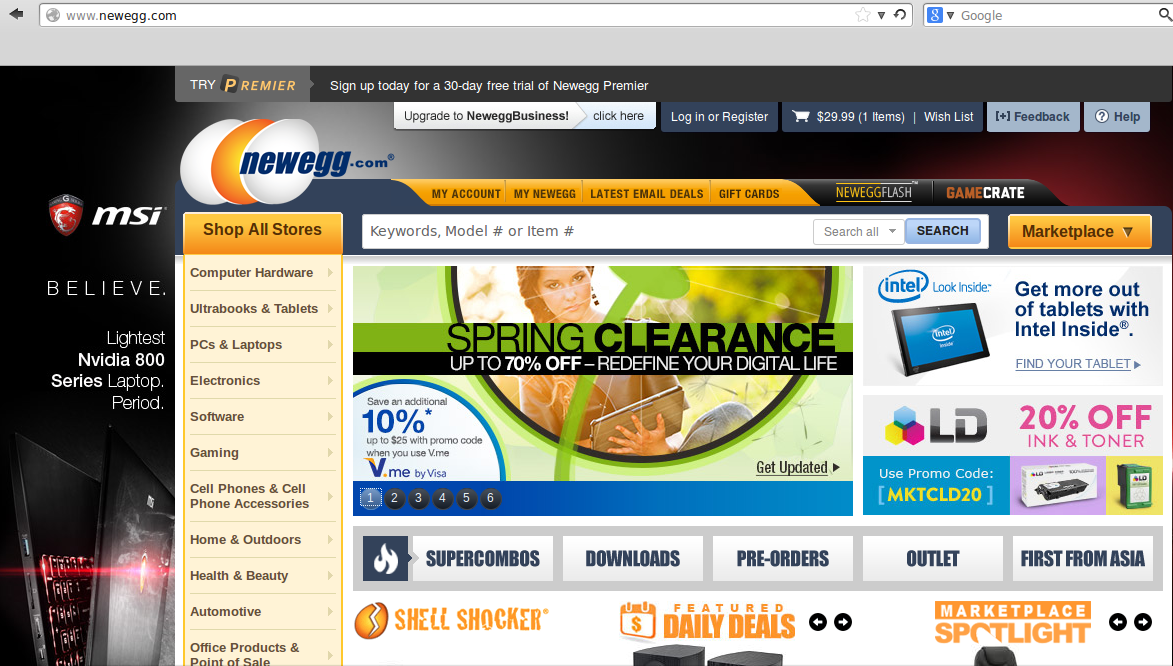 www.newegg.com
Google
TRY PREMIER
Sign up today for a 30-day free trial of Newegg Premier
Upgrade to NeweggBusiness! click here
Log in or Register
$29.99 (1 Items) | Wish List
[+] Feedback
Help
newegg.com®
MY ACCOUNT
MY NEWEGG
LATEST EMAIL DEALS
GIFT CARDS
NEWEGGFLASH™
GAMECRATE
msi
BELIEVE.
Lightest
Nvidia 800
Series Laptop.
Period.
Shop All Stores
Keywords, Model # or Item #
Search all
SEARCH
Marketplace
Computer Hardware
Ultrabooks & Tablets
PCs & Laptops
Electronics
Software
Gaming
Cell Phones & Cell
Phone Accessories
Home & Outdoors
Health & Beauty
Automotive
Office Products &
Point of Sale
SPRING CLEARANCE
UP TO 70% OFF – REDEFINE YOUR DIGITAL LIFE
Save an additional
10%*
up to $25 with promo code
when you use V.me
V.me by Visa
Get Updated
1 2 3 4 5 6
intel Look Inside.™
Get more out
of tablets with
Intel Inside®.
FIND YOUR TABLET
LD
20% OFF
INK & TONER
Use Promo Code:
[MKTCLD20]
SUPERCOMBOS
DOWNLOADS
PRE-ORDERS
OUTLET
FIRST FROM ASIA
SHELL SHOCKER®
FEATURED
DAILY DEALS
MARKETPLACE
SPOTLIGHT